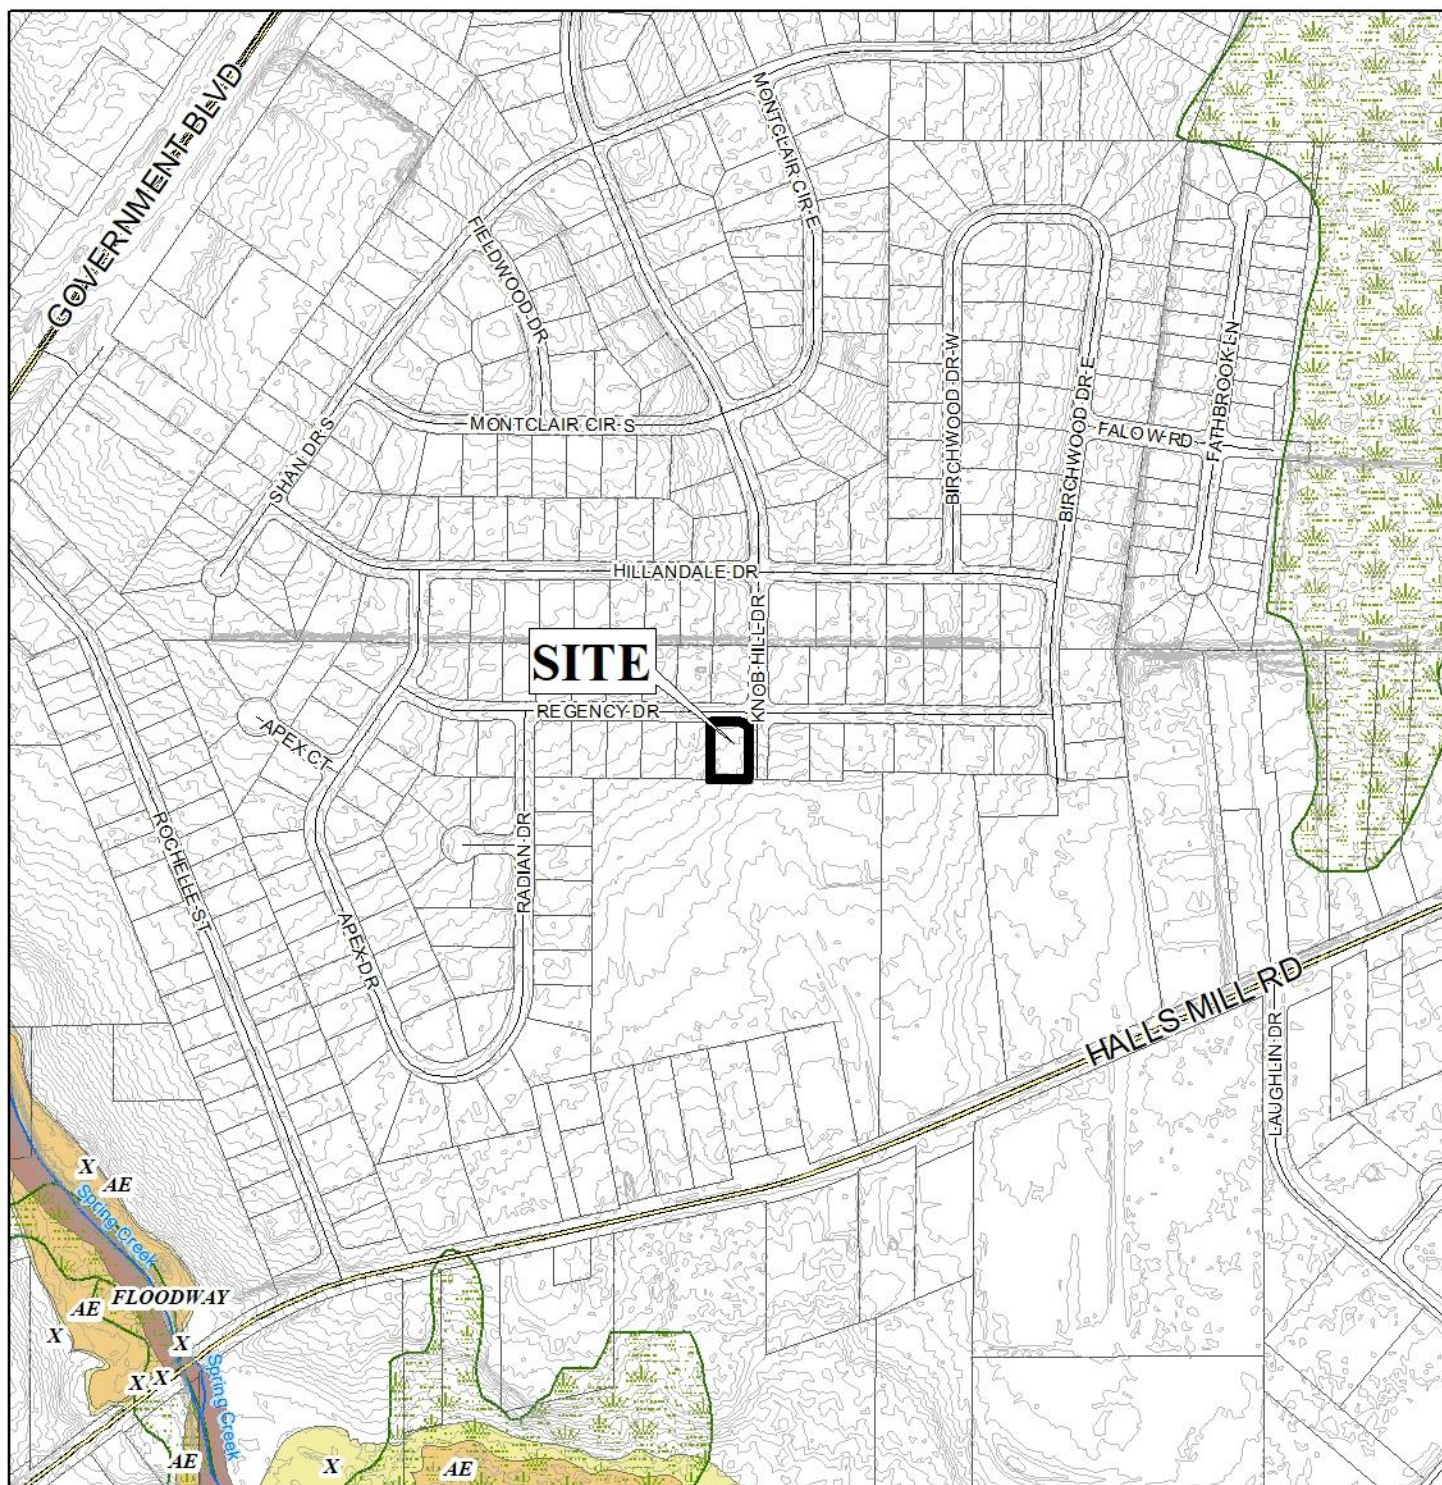 GOVERNMENT BLVD
MONTCLAIR CIR E
FIELDWOOD DR
SHAN DR S
MONTCLAIR CIR S
BIRCHWOOD DR W
BIRCHWOOD DR E
FALOW RD
FATHBROOK LN
HILLANDALE DR
KNOB HILL DR
SITE
REGENCY DR
APEX CT
ROCHELLE ST
RADIAN DR
APEX DR
HALLS MILL RD
LAUGHLIN DR
X
AE
Spring Creek
FLOODWAY
AE
X
X
X
X
Spring Creek
AE
X
AE